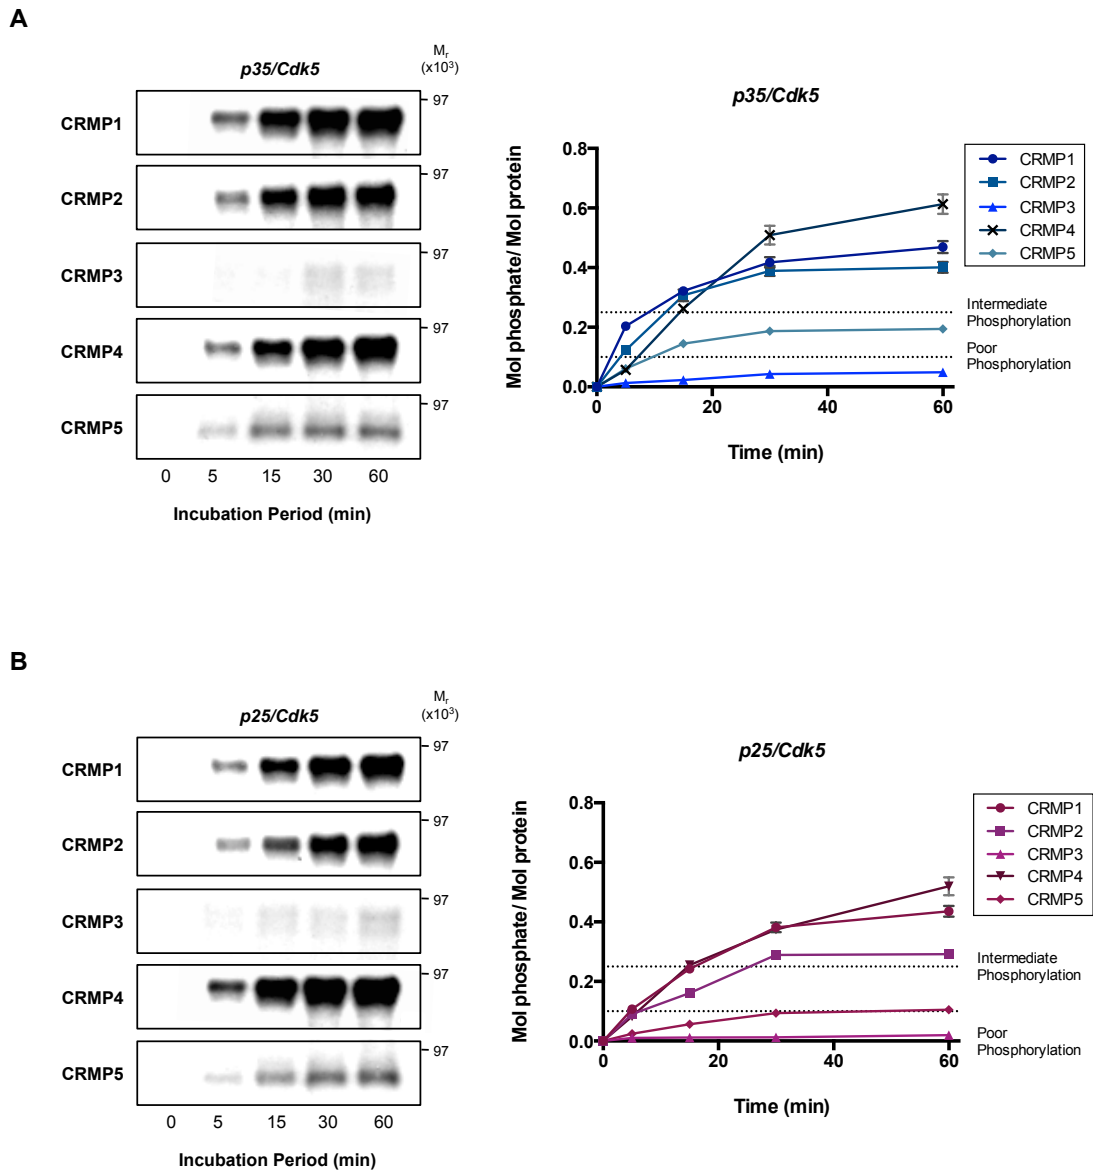 A
p35/Cdk5
Mr
(x10³)
CRMP1
97
CRMP2
97
CRMP3
97
CRMP4
97
CRMP5
97
0 5 15 30 60
Incubation Period (min)
p35/Cdk5
Mol phosphate/ Mol protein
0.8
0.6
0.4
0.2
0.0
0 20 40 60
Time (min)
CRMP1
CRMP2
CRMP3
CRMP4
CRMP5
Intermediate
Phosphorylation
Poor
Phosphorylation
B
p25/Cdk5
Mr
(x10³)
CRMP1
97
CRMP2
97
CRMP3
97
CRMP4
97
CRMP5
97
0 5 15 30 60
Incubation Period (min)
p25/Cdk5
Mol phosphate/ Mol protein
0.8
0.6
0.4
0.2
0.0
0 20 40 60
Time (min)
CRMP1
CRMP2
CRMP3
CRMP4
CRMP5
Intermediate
Phosphorylation
Poor
Phosphorylation